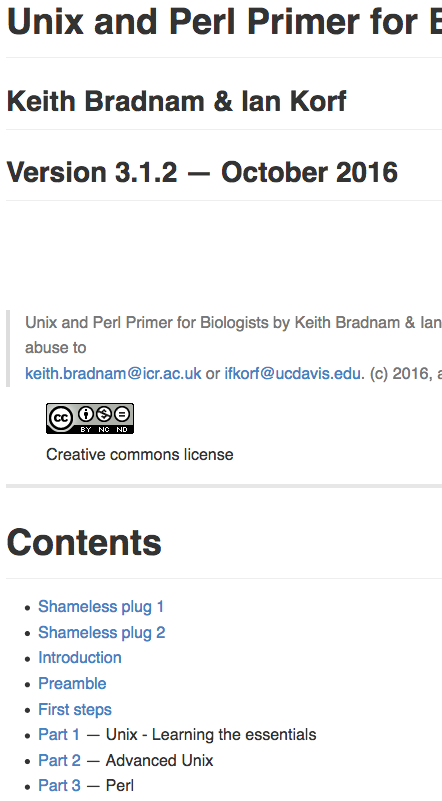 Unix and Perl Primer for
Keith Bradnam & Ian Korf
Version 3.1.2 — October 2016
Unix and Perl Primer for Biologists by Keith Bradnam & Ian
abuse to
keith.bradnam@icr.ac.uk or ifkorf@ucdavis.edu. (c) 2016, a
CC BY NC ND
Creative commons license
Contents
Shameless plug 1
Shameless plug 2
Introduction
Preamble
First steps
Part 1 — Unix - Learning the essentials
Part 2 — Advanced Unix
Part 3 — Perl